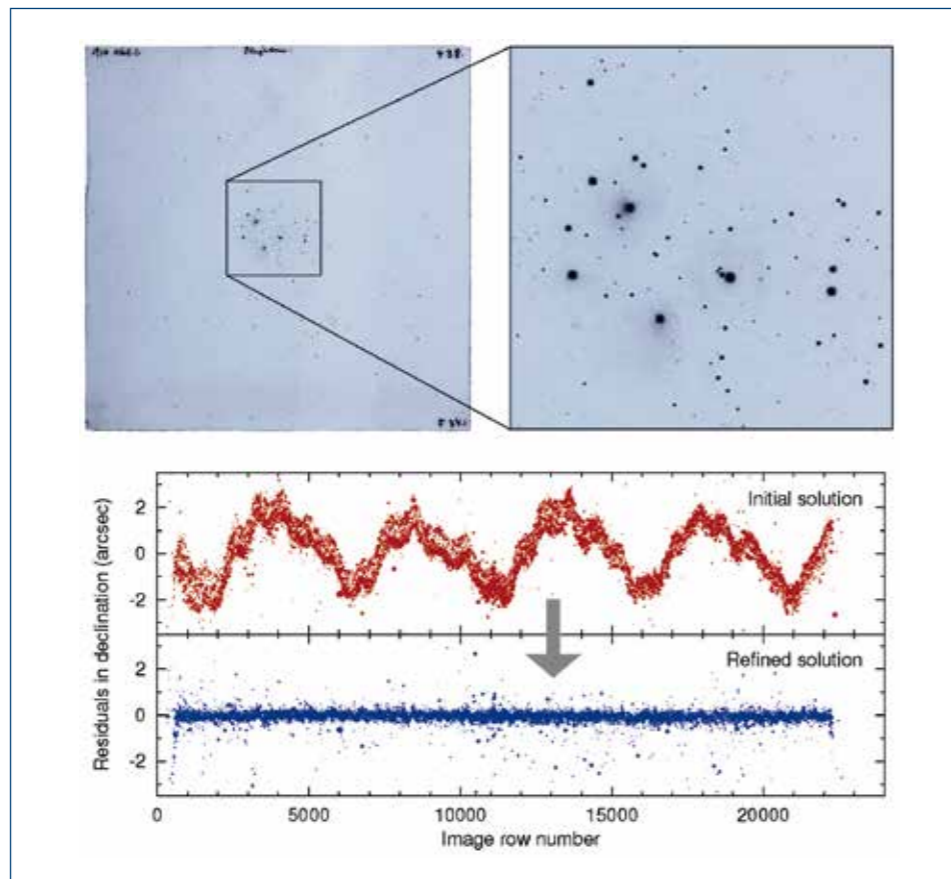 438.
Initial solution
Refined solution
Residuals in declination (arcsec)
2
0
-2
2
0
-2
0 5000 10000 15000 20000
Image row number